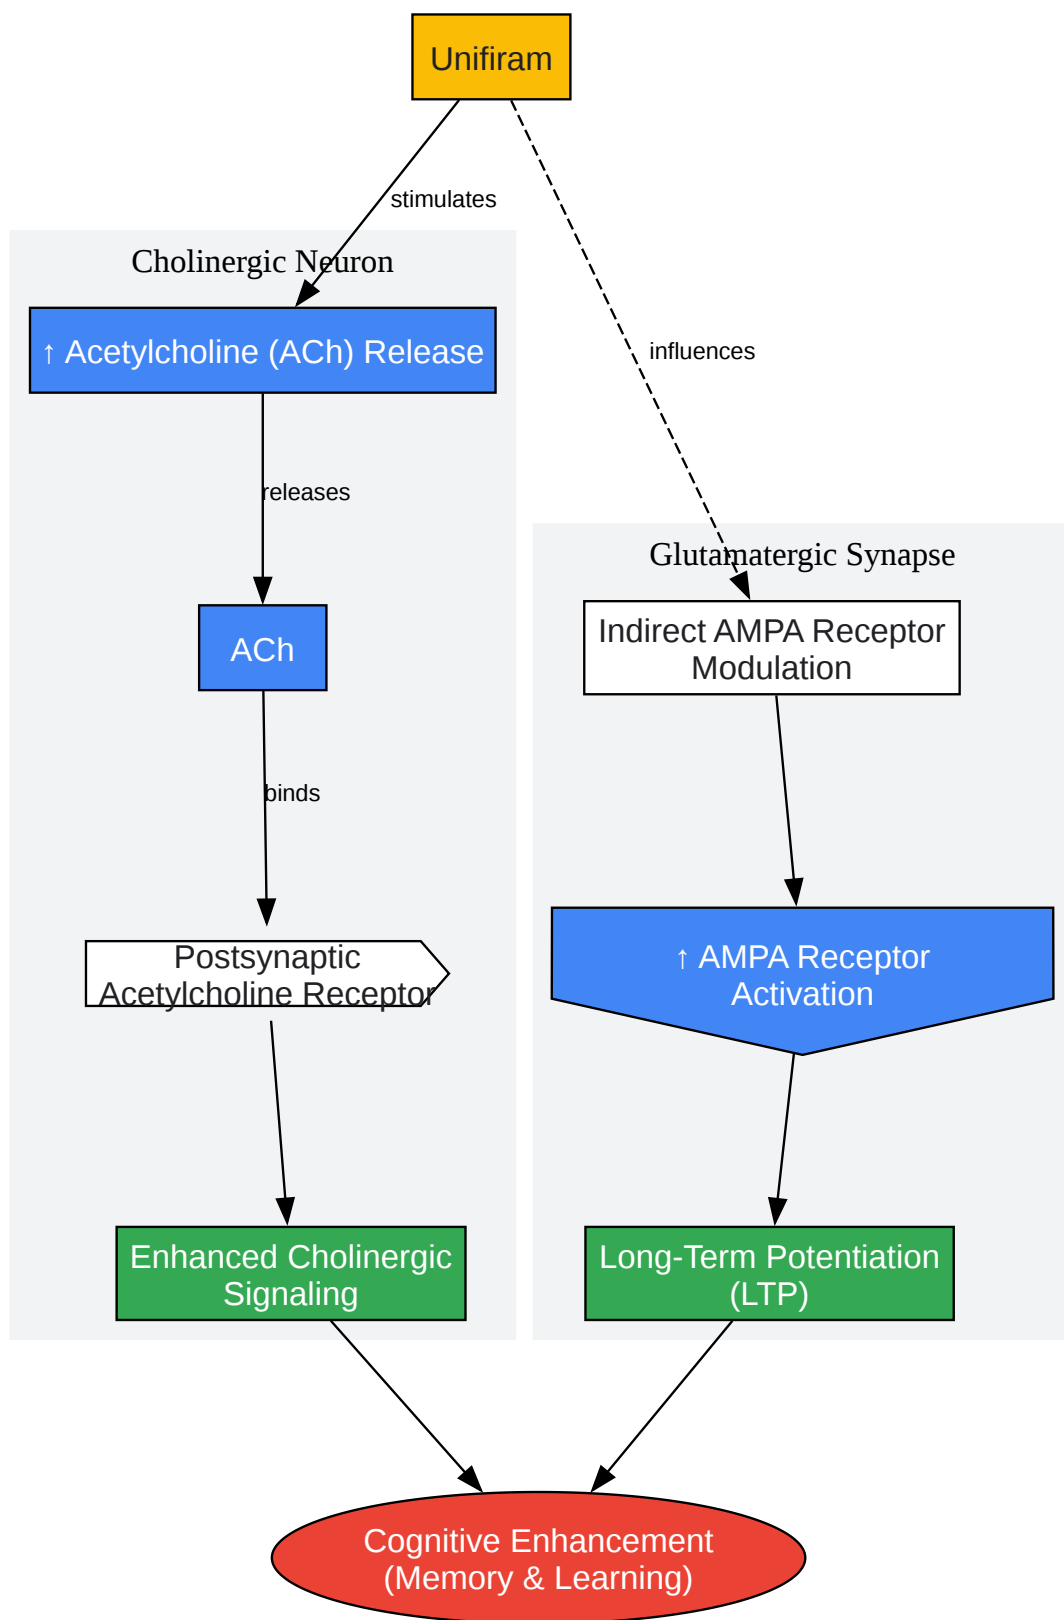 Unifiram
stimulates
Cholinergic Neuron
↑ Acetylcholine (ACh) Release
influences
releases
Glutamatergic Synapse
ACh
Indirect AMPA Receptor
Modulation
binds
Postsynaptic
Acetylcholine Receptor
↑ AMPA Receptor
Activation
Enhanced Cholinergic
Signaling
Long-Term Potentiation
(LTP)
Cognitive Enhancement
(Memory & Learning)